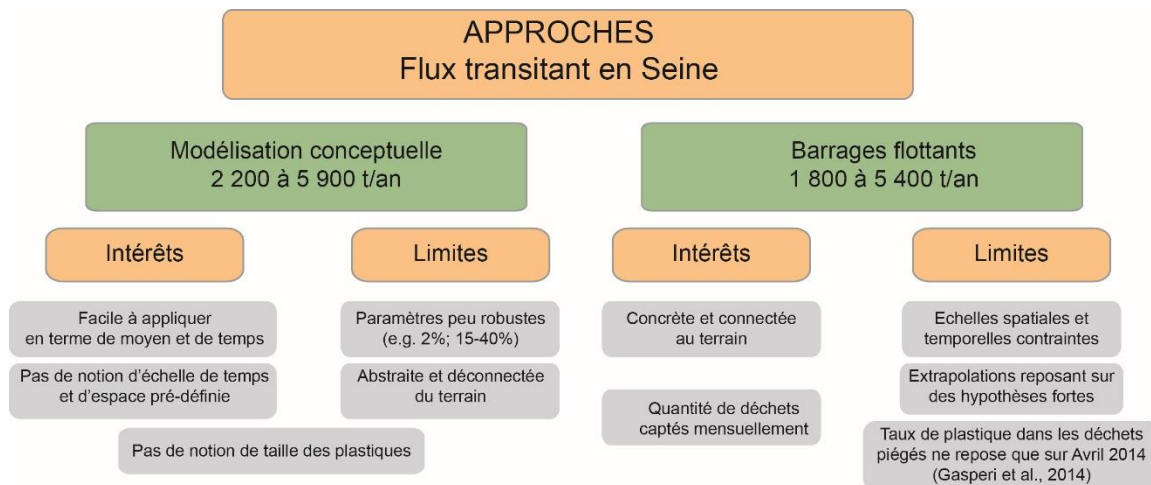 APPROCHES
Flux transitant en Seine
Modélisation conceptuelle
2 200 à 5 900 t/an
Barrages flottants
1 800 à 5 400 t/an
Intérêts
Limites
Intérêts
Limites
Facile à appliquer
en terme de moyen et de temps
Pas de notion d'échelle de temps
et d'espace pré-définie
Paramètres peu robustes
(e.g. 2%; 15-40%)
Abstraite et déconnectée
du terrain
Pas de notion de taille des plastiques
Concrète et connectée
au terrain
Quantité de déchets
captés mensuellement
Echelles spatiales et
temporelles contraintes
Extrapolations reposant sur
des hypothèses fortes
Taux de plastique dans les déchets
piégés ne repose que sur Avril 2014
(Gasperi et al., 2014)